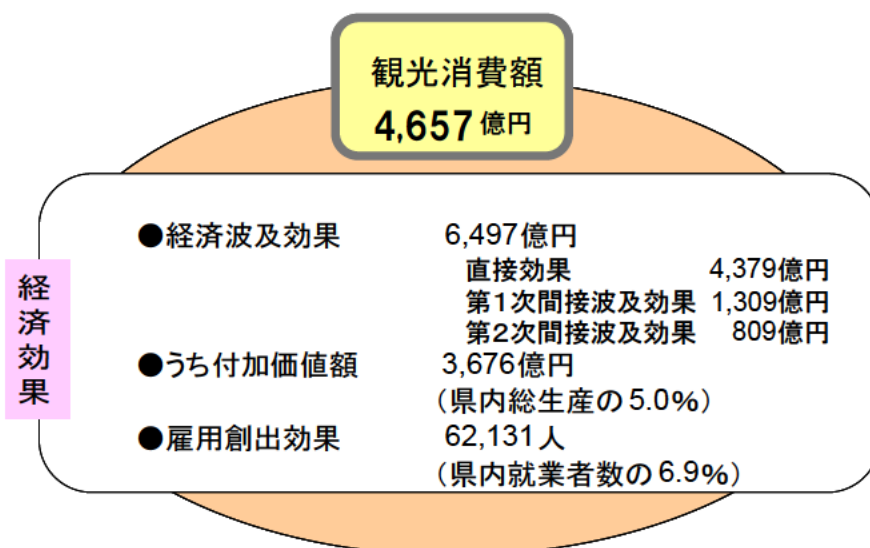 観光消費額
4,657億円
経済効果
●経済波及効果 6,497億円
直接効果 4,379億円
第1次間接波及効果 1,309億円
第2次間接波及効果 809億円
●うち付加価値額 3,676億円
（県内総生産の5.0%）
●雇用創出効果 62,131人
（県内就業者数の6.9%）